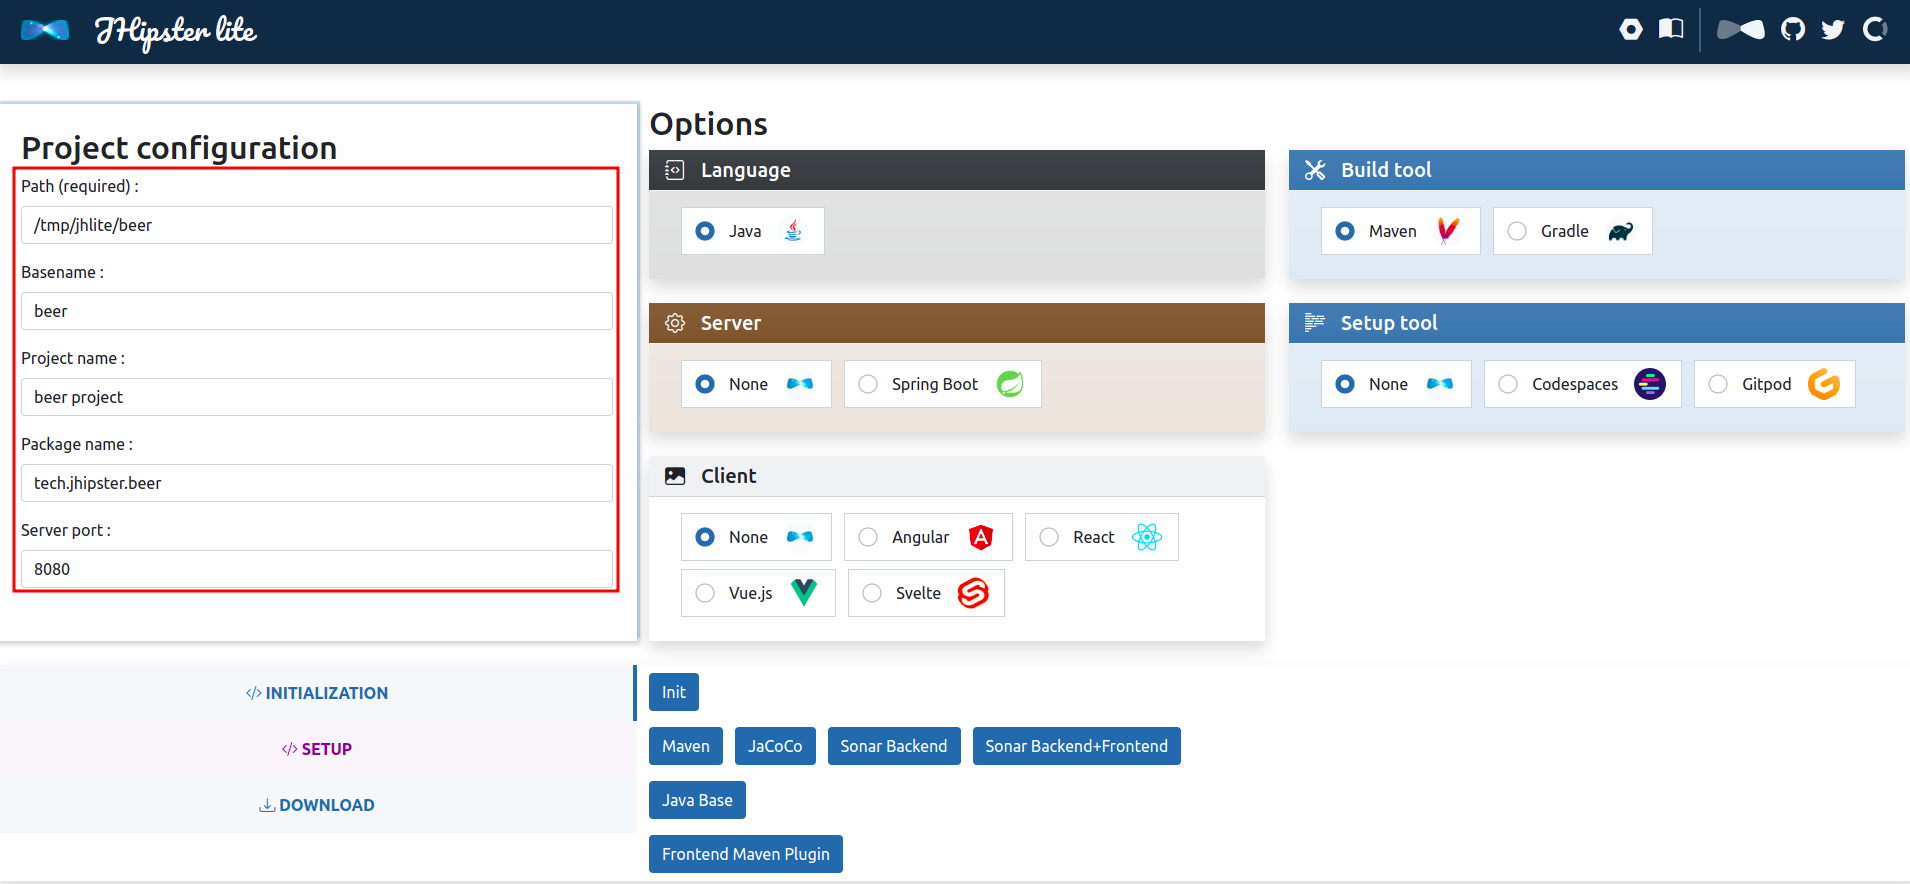 JHipster lite
Project configuration
Path (required) :
/tmp/jhlite/beer
Basename :
beer
Project name :
beer project
Package name :
tech.jhipster.beer
Server port :
8080
Options
Language
Java
Build tool
Maven Gradle
Server
None Spring Boot
Setup tool
None Codespaces Gitpod
Client
None Angular React
Vue.js Svelte
</> INITIALIZATION
</> SETUP
DOWNLOAD
Init
Maven JaCoCo Sonar Backend Sonar Backend+Frontend
Java Base
Frontend Maven Plugin